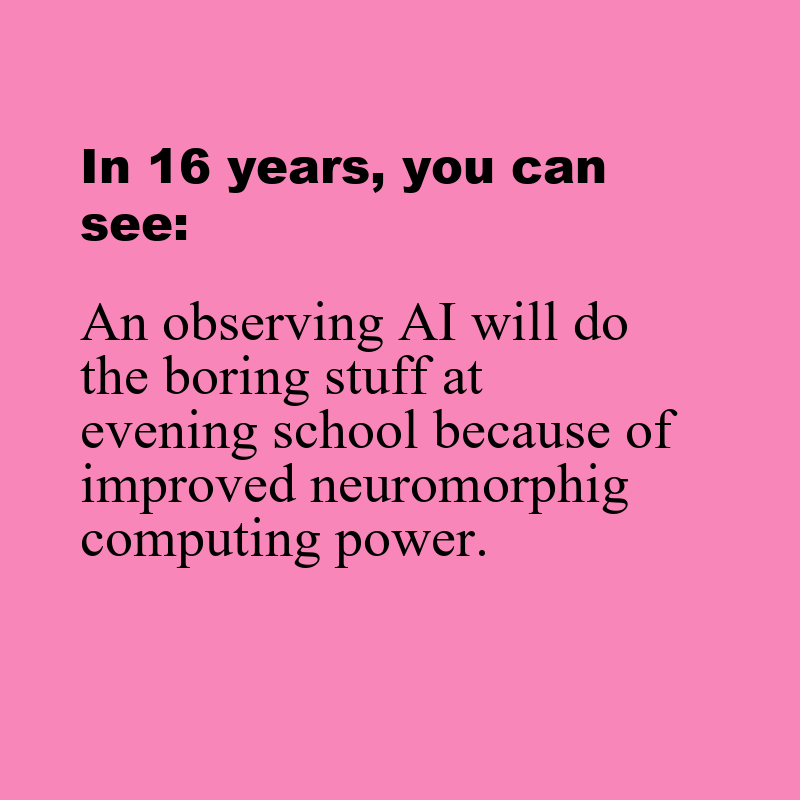 In 16 years, you can
see:
An observing AI will do
the boring stuff at
evening school because of
improved neuromorphig
computing power.